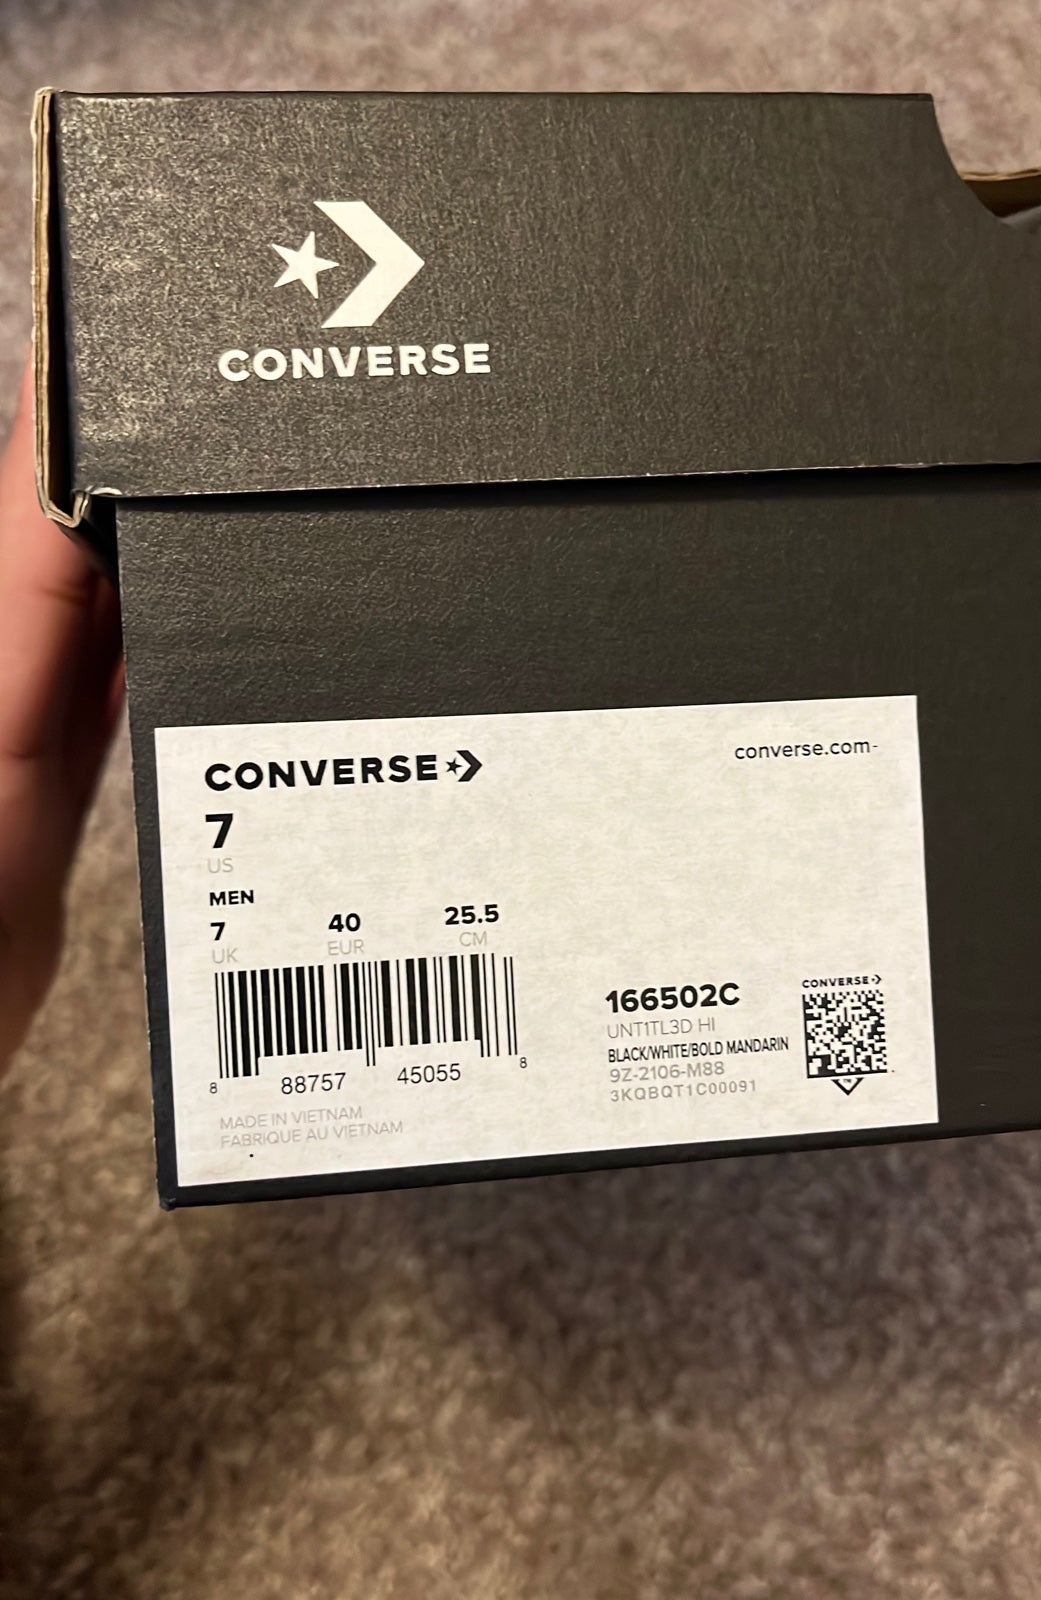 CONVERSE
CONVERSE
converse.com
7
US
MEN
7 40 25.5
UK EUR CM
8 88757 45055 8
MADE IN VIETNAM
FABRIQUE AU VIETNAM
166502C
UNT1TL3D HI
BLACK/WHITE/BOLD MANDARIN
9Z-2106-M88
3KQBQT1C00091
CONVERSE